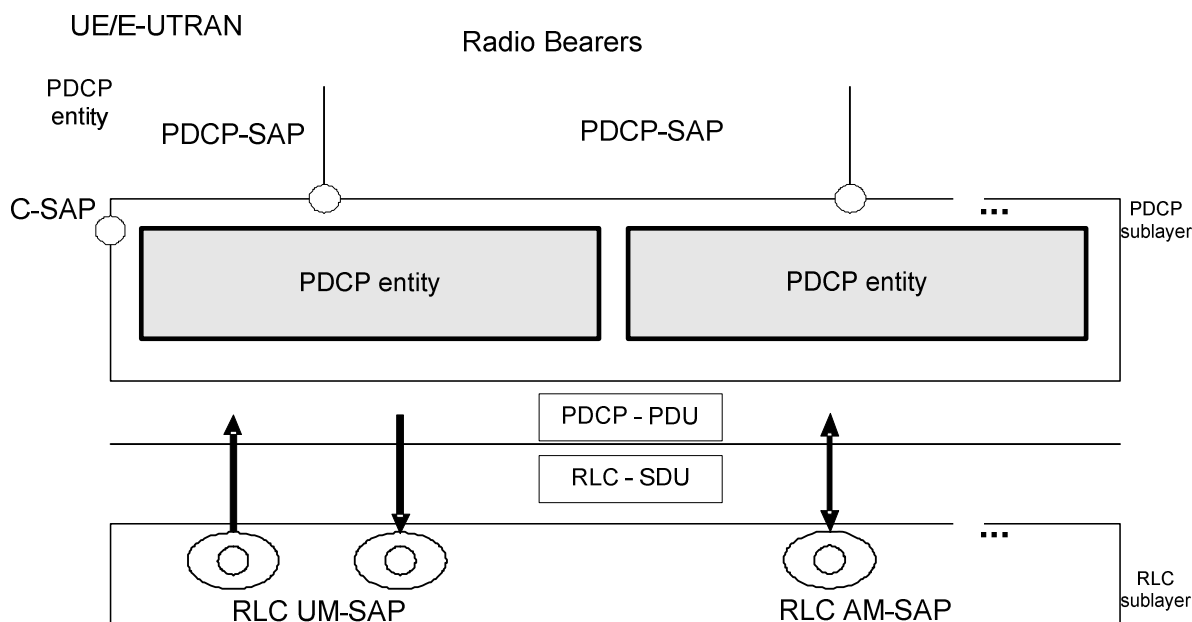 UE/E-UTRAN
Radio Bearers
PDCP
entity
PDCP-SAP
PDCP-SAP
C-SAP
...
PDCP
sublayer
PDCP entity
PDCP entity
PDCP - PDU
RLC - SDU
...
RLC UM-SAP
RLC AM-SAP
RLC
sublayer